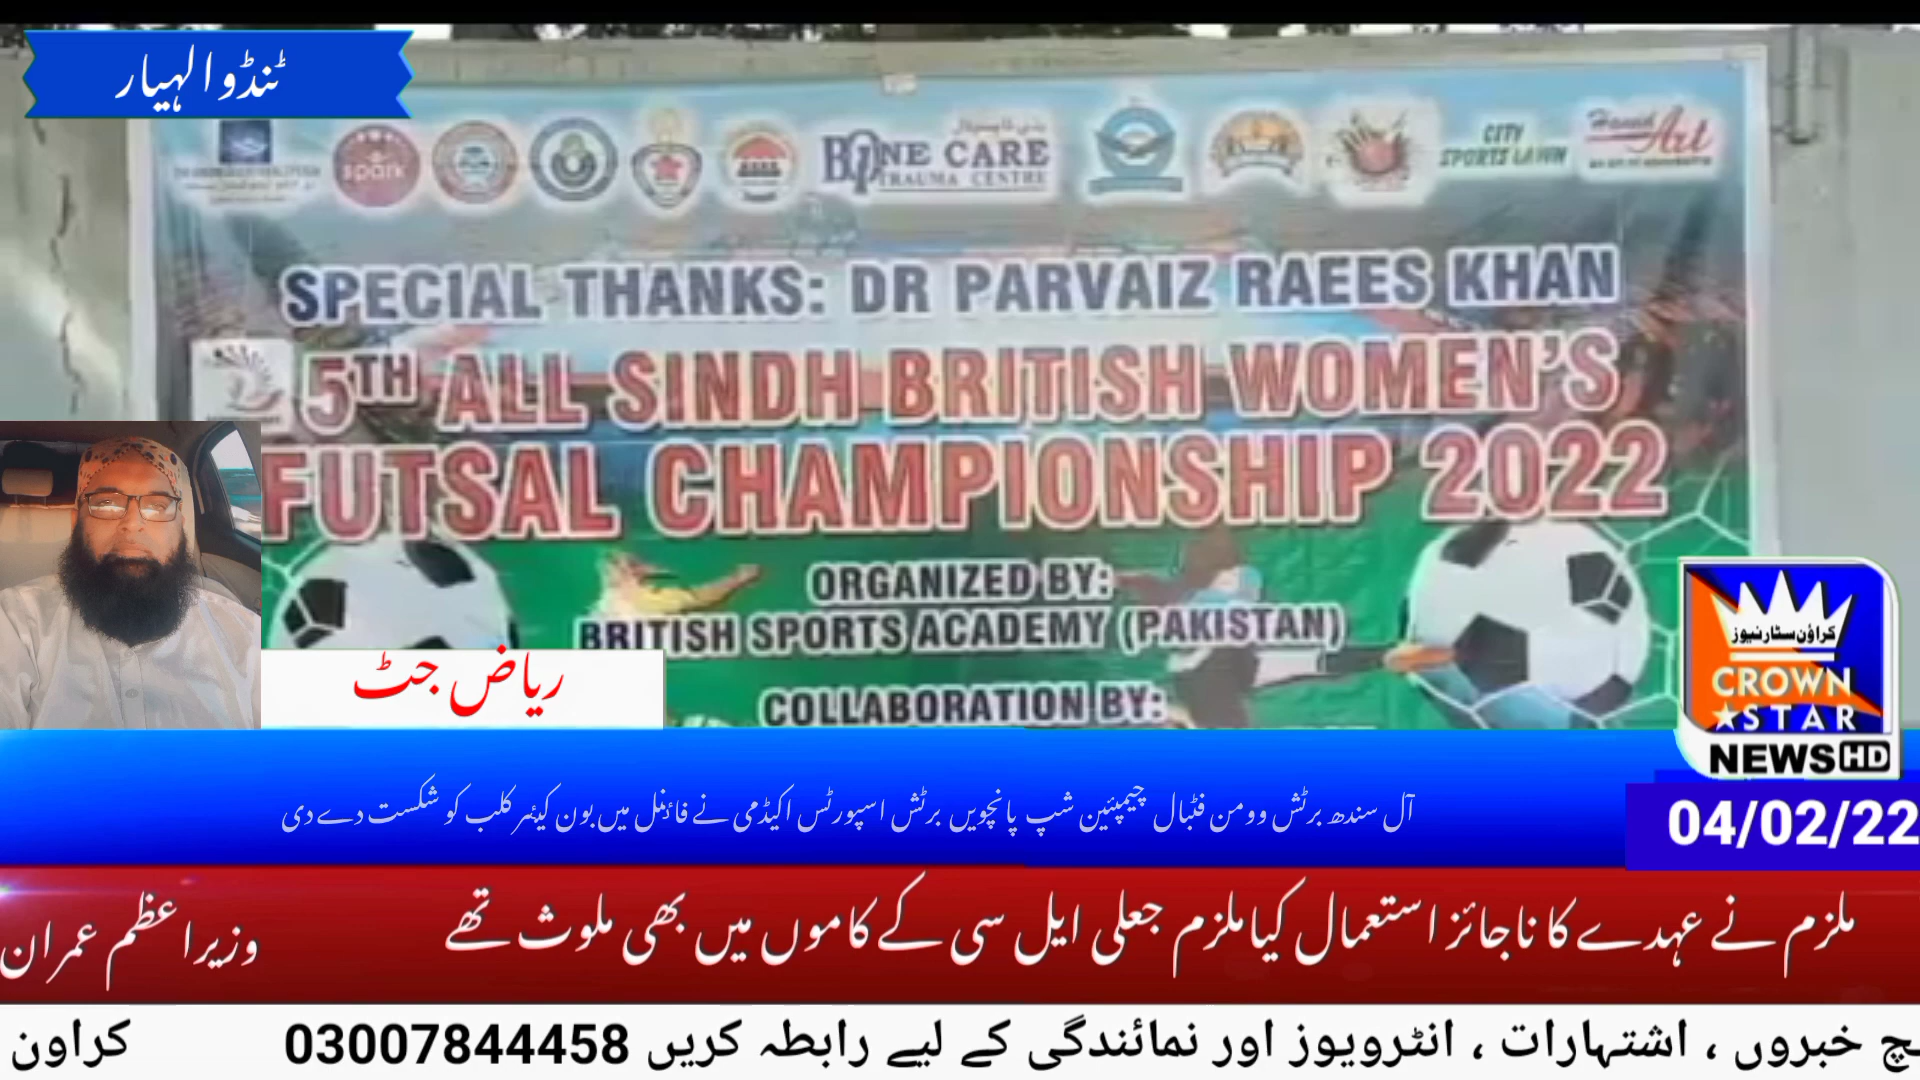 ٹنڈوالہیار
spark
BONE CARE
TRAUMA CENTRE
CITY
SPORTS LAWN
Art
SPECIAL THANKS: DR PARVAIZ RAEES KHAN
5TH ALL SINDH BRITISH WOMEN'S
FUTSAL CHAMPIONSHIP 2022
ORGANIZED BY:
BRITISH SPORTS ACADEMY (PAKISTAN)
COLLABORATION BY:
ریاض جٹ
کراؤن سٹار نیوز
CROWN
STAR
NEWS HD
آل سندھ برٹش وومن فٹبال چیمپئین شپ پانچویں برٹش اسپورٹس اکیڈمی نے فائنل میں بون کیئر کلب کو شکست دے دی
04/02/22
ملزم نے عہدے کا ناجائز استعمال کیا ملزم جعلی ایل سی کے کاموں میں بھی ملوث تھے وزیراعظم عمران
خبروں ، اشتہارات ، انٹرویوز اور نمائندگی کے لیے رابطہ کریں 03007844458 کراون